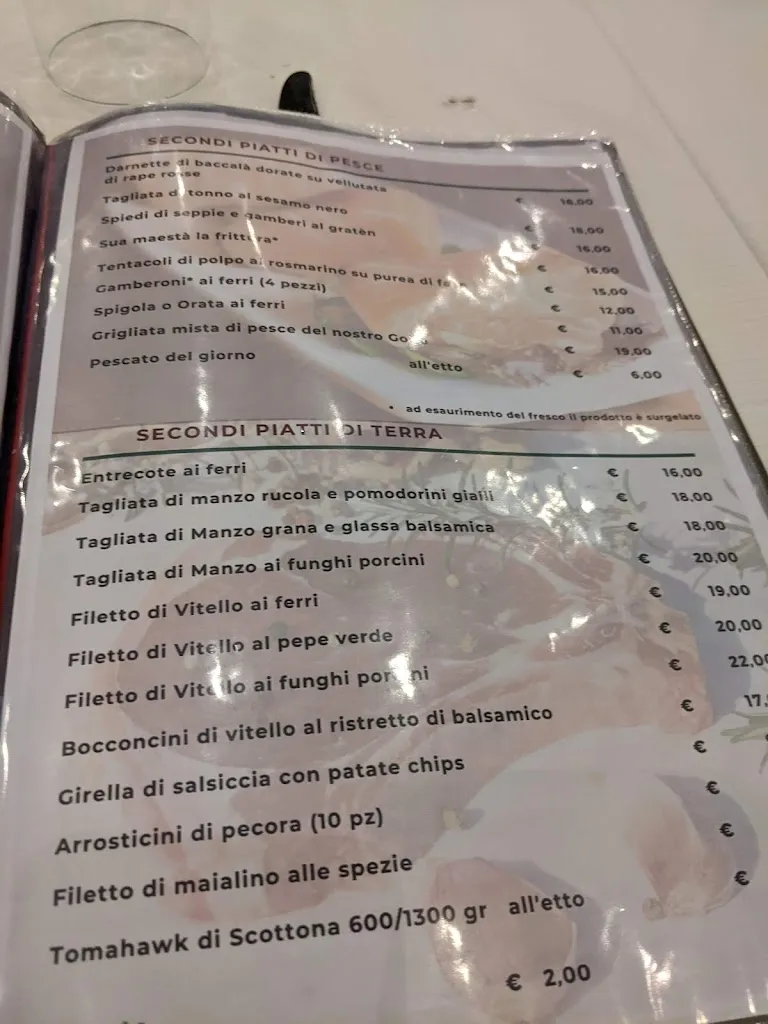 SECONDI PIATTI DI PESCE
Darnette di baccalà dorate su vellutata
di rape rosse € 16,00
Tagliata di tonno al sesamo nero € 18,00
Spiedi di seppie e gamberi al gratèn € 16,00
Sua maestà la frittura* € 16,00
Tentacoli di polpo al rosmarino su purea di € 15,00
Gamberoni* ai ferri (4 pezzi) € 12,00
Spigola o Orata ai ferri € 11,00
Grigliata mista di pesce del nostro € 19,00
Pescato del giorno all'etto € 6,00
* ad esaurimento del fresco il prodotto è surgelato
SECONDI PIATTI DI TERRA
Entrecote ai ferri € 16,00
Tagliata di manzo rucola e pomodorini gialli € 18,00
Tagliata di Manzo grana e glassa balsamica € 18,00
Tagliata di Manzo ai funghi porcini € 20,00
Filetto di Vitello ai ferri € 19,00
Filetto di Vitello al pepe verde € 20,00
Filetto di Vitello ai funghi porcini € 22,00
Bocconcini di vitello al ristretto di balsamico € 17,
Girella di salsiccia con patate chips €
Arrosticini di pecora (10 pz) €
Filetto di maialino alle spezie €
Tomahawk di Scottona 600/1300 gr all'etto €
€ 2,00